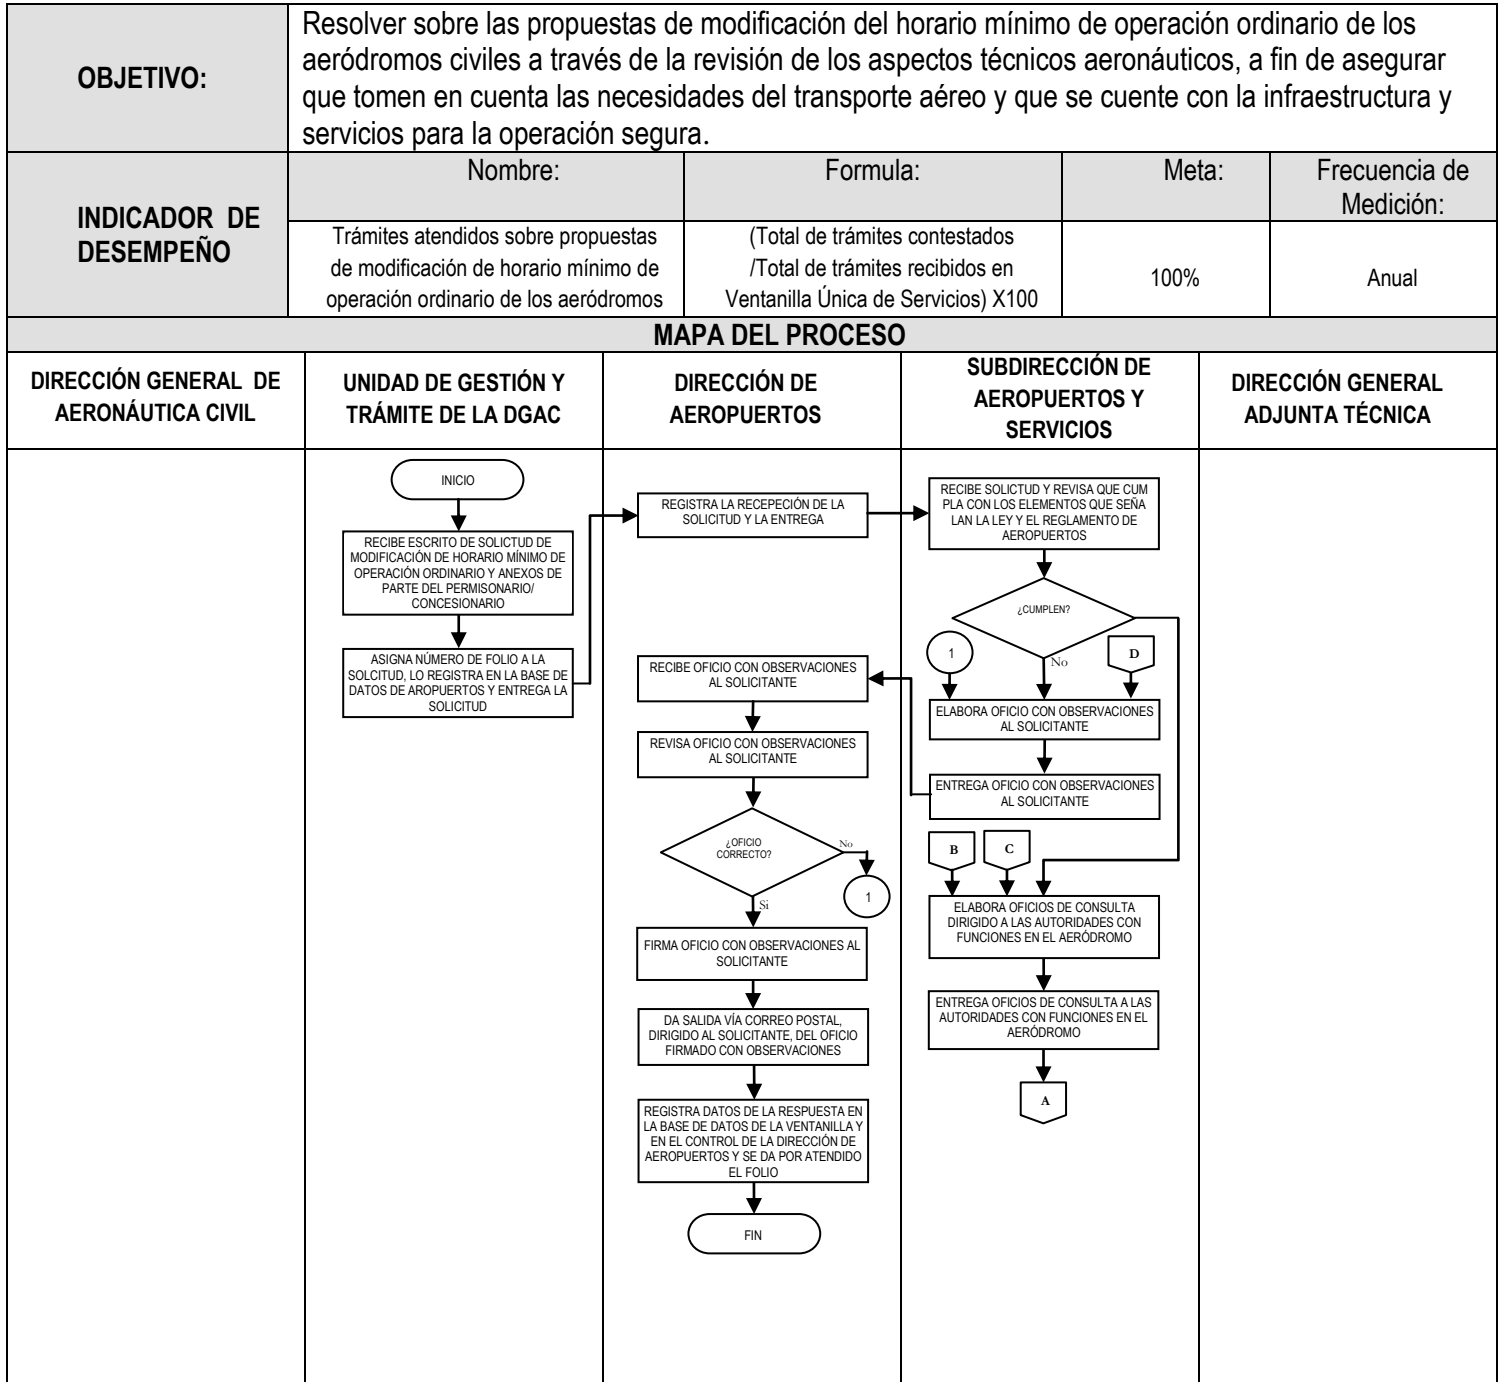 OBJETIVO:
Resolver sobre las propuestas de modificación del horario mínimo de operación ordinario de los
aeródromos civiles a través de la revisión de los aspectos técnicos aeronáuticos, a fin de asegurar
que tomen en cuenta las necesidades del transporte aéreo y que se cuente con la infraestructura y
servicios para la operación segura.
INDICADOR DE
DESEMPEÑO
Nombre:
Formula:
Meta:
Frecuencia de
Medición:
Trámites atendidos sobre propuestas
de modificación de horario mínimo de
operación ordinario de los aeródromos
(Total de trámites contestados
/Total de trámites recibidos en
Ventanilla Única de Servicios) X100
100%
Anual
MAPA DEL PROCESO
DIRECCIÓN GENERAL DE
AERONÁUTICA CIVIL
UNIDAD DE GESTIÓN Y
TRÁMITE DE LA DGAC
DIRECCIÓN DE
AEROPUERTOS
SUBDIRECCIÓN DE
AEROPUERTOS Y
SERVICIOS
DIRECCIÓN GENERAL
ADJUNTA TÉCNICA
INICIO
RECIBE ESCRITO DE SOLICTUD DE
MODIFICACIÓN DE HORARIO MÍNIMO DE
OPERACIÓN ORDINARIO Y ANEXOS DE
PARTE DEL PERMISONARIO/
CONCESIONARIO
ASIGNA NÚMERO DE FOLIO A LA
SOLCITUD, LO REGISTRA EN LA BASE DE
DATOS DE AROPUERTOS Y ENTREGA LA
SOLICITUD
REGISTRA LA RECEPECIÓN DE LA
SOLICITUD Y LA ENTREGA
RECIBE SOLICTUD Y REVISA QUE CUM
PLA CON LOS ELEMENTOS QUE SEÑA
LAN LA LEY Y EL REGLAMENTO DE
AEROPUERTOS
¿CUMPLEN?
1
No
D
ELABORA OFICIO CON OBSERVACIONES
AL SOLICITANTE
ENTREGA OFICIO CON OBSERVACIONES
AL SOLICITANTE
RECIBE OFICIO CON OBSERVACIONES
AL SOLICITANTE
REVISA OFICIO CON OBSERVACIONES
AL SOLICITANTE
¿OFICIO
CORRECTO?
No
1
Si
FIRMA OFICIO CON OBSERVACIONES AL
SOLICITANTE
DA SALIDA VÍA CORREO POSTAL,
DIRIGIDO AL SOLICITANTE, DEL OFICIO
FIRMADO CON OBSERVACIONES
REGISTRA DATOS DE LA RESPUESTA EN
LA BASE DE DATOS DE LA VENTANILLA Y
EN EL CONTROL DE LA DIRECCIÓN DE
AEROPUERTOS Y SE DA POR ATENDIDO
EL FOLIO
FIN
B
C
ELABORA OFICIOS DE CONSULTA
DIRIGIDO A LAS AUTORIDADES CON
FUNCIONES EN EL AERÓDROMO
ENTREGA OFICIOS DE CONSULTA A LAS
AUTORIDADES CON FUNCIONES EN EL
AERÓDROMO
A